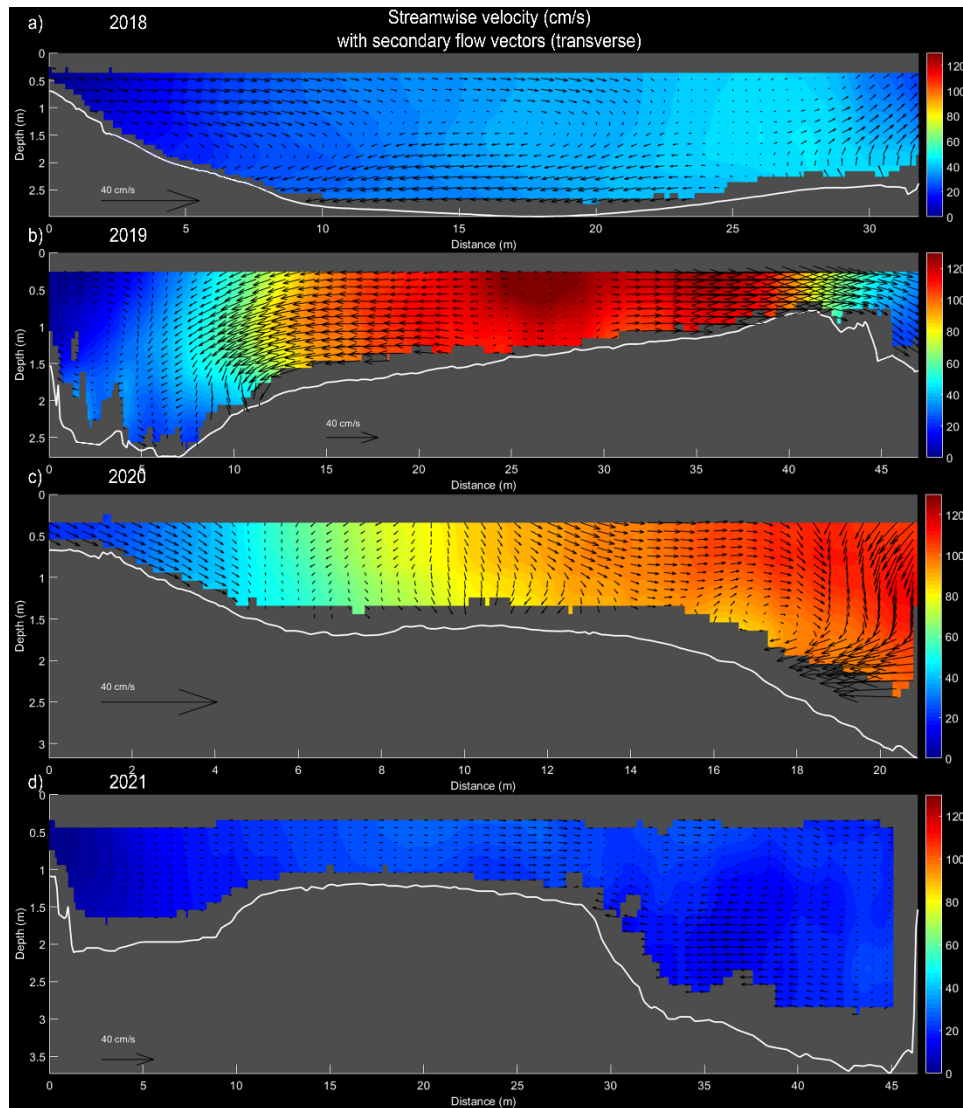 Streamwise velocity (cm/s)
with secondary flow vectors (transverse)
a) 2018
0
0.5
1
1.5
2
2.5
Depth (m)
40 cm/s
0 5 10 15 20 25 30
Distance (m)
120
100
80
60
40
20
0
b) 2019
0
0.5
1
1.5
2
2.5
Depth (m)
40 cm/s
0 5 10 15 20 25 30 35 40 45
Distance (m)
120
100
80
60
40
20
0
c) 2020
0
0.5
1
1.5
2
2.5
3
Depth (m)
40 cm/s
0 2 4 6 8 10 12 14 16 18 20
Distance (m)
120
100
80
60
40
20
0
d) 2021
0
0.5
1
1.5
2
2.5
3
3.5
Depth (m)
40 cm/s
0 5 10 15 20 25 30 35 40 45
Distance (m)
120
100
80
60
40
20
0